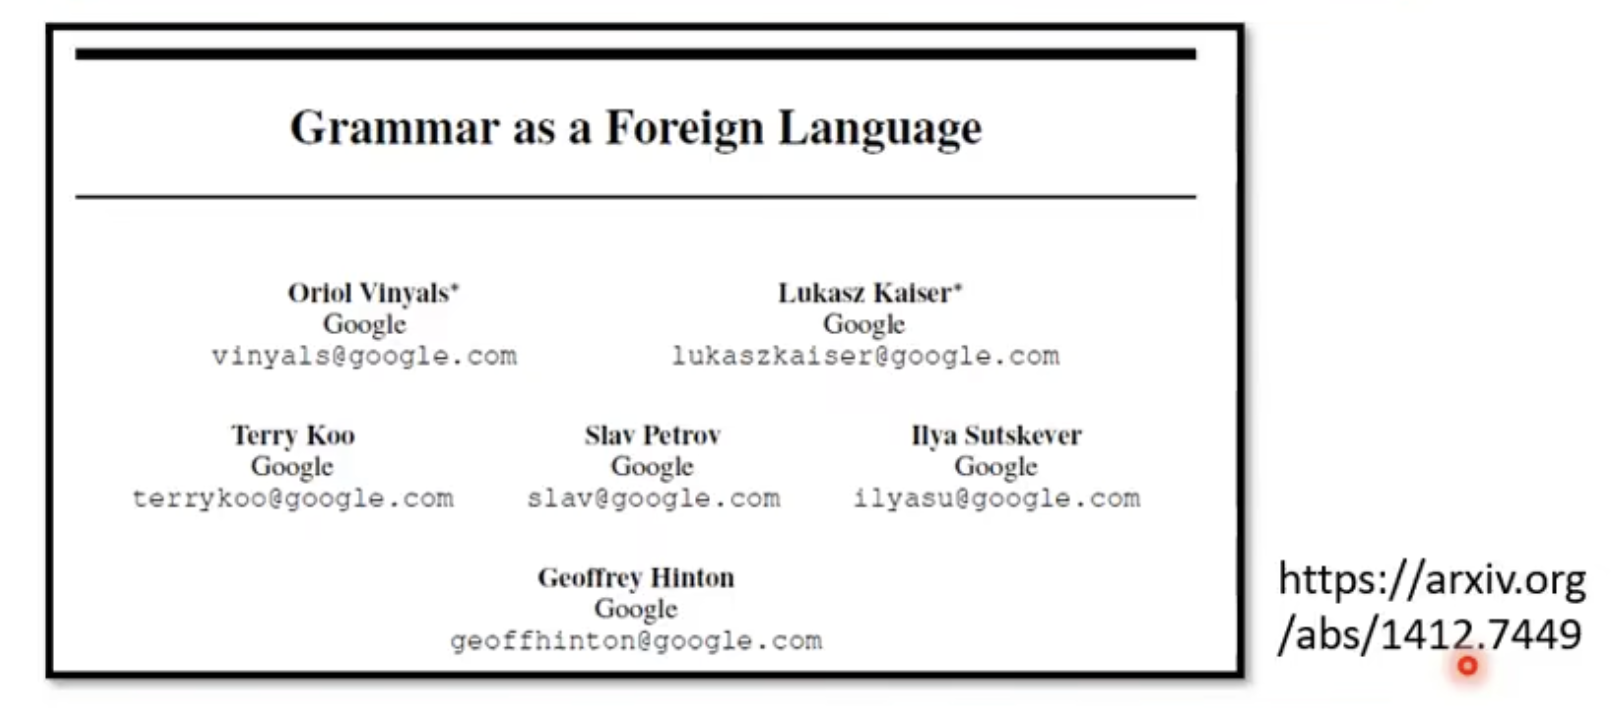 Grammar as a Foreign Language
Oriol Vinyals*
Google
vinyals@google.com
Lukasz Kaiser*
Google
lukaszkaiser@google.com
Terry Koo
Google
terrykoo@google.com
Slav Petrov
Google
slav@google.com
Ilya Sutskever
Google
ilyasu@google.com
Geoffrey Hinton
Google
geoffhinton@google.com
https://arxiv.org
/abs/1412.7449